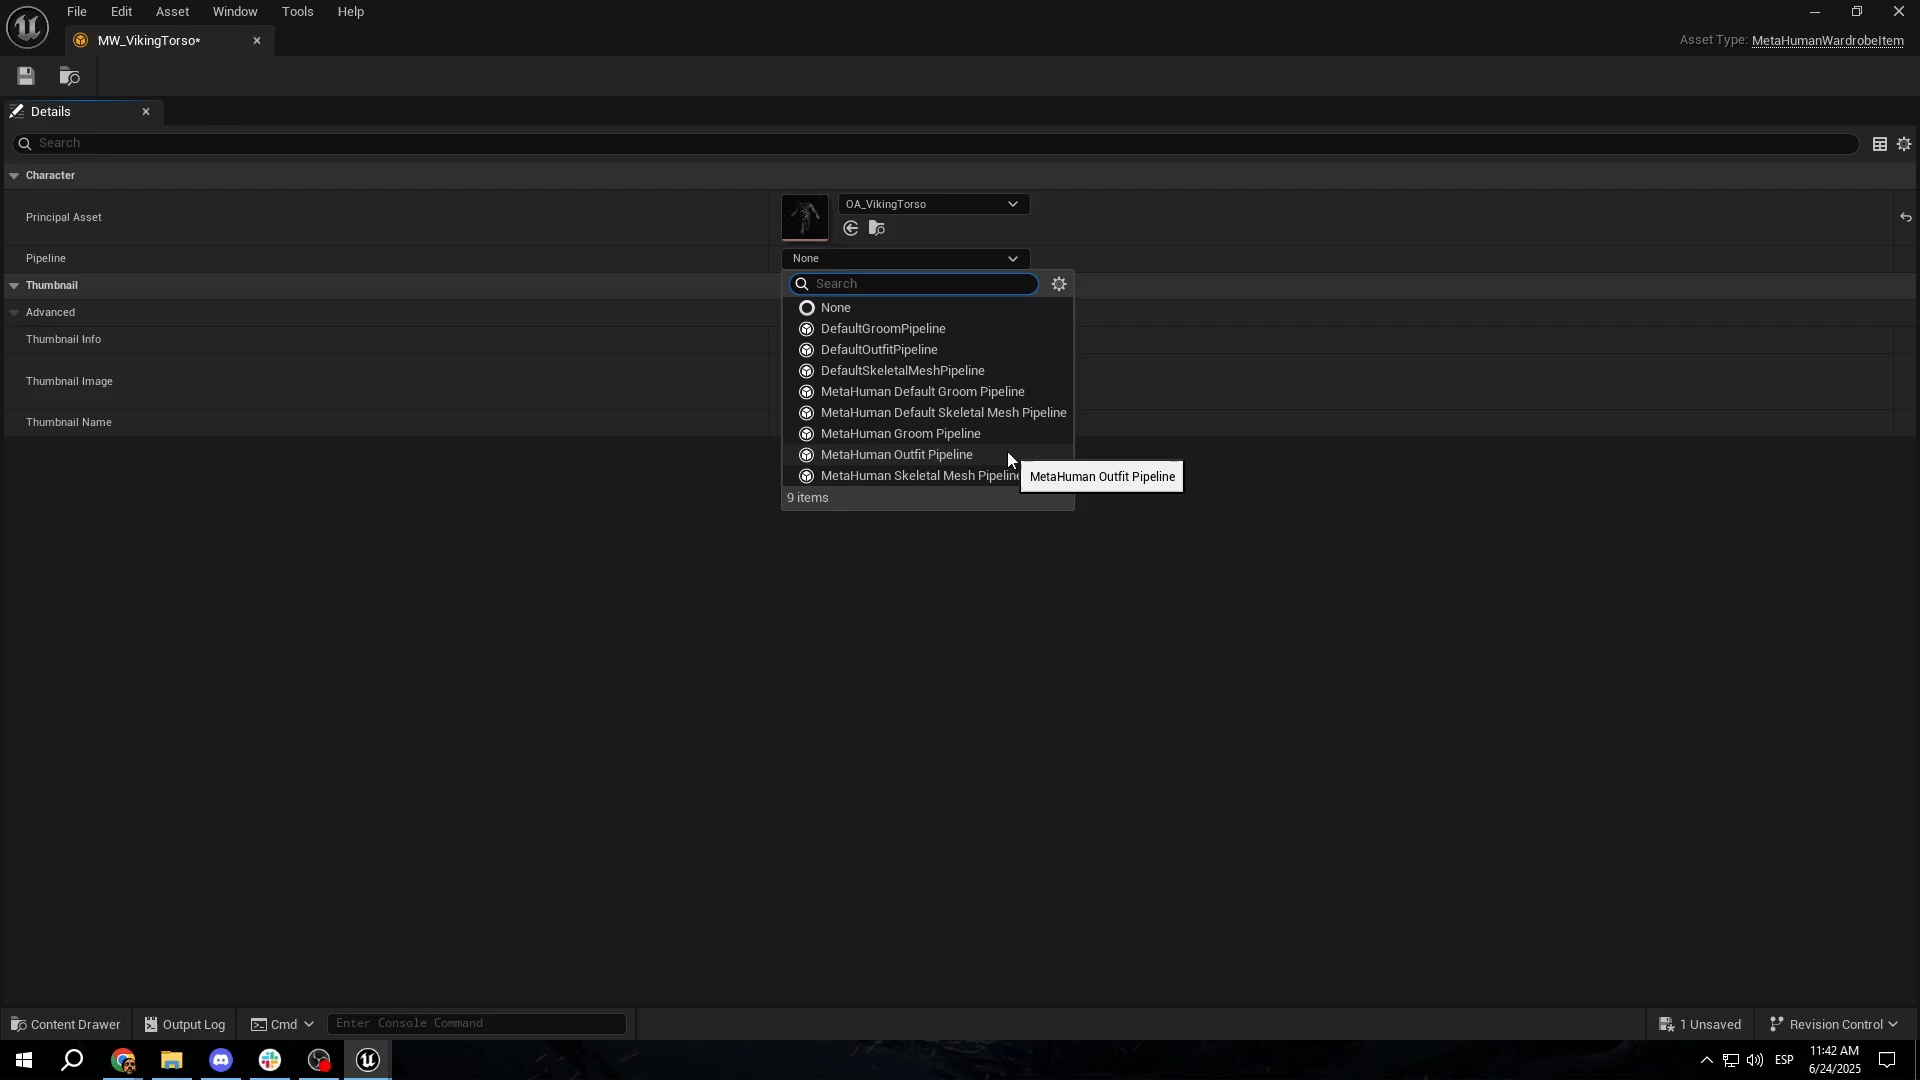 File Edit Asset Window Tools Help
MW_VikingTorso*
Asset Type: MetaHumanWardrobeItem
Details
Search
Character
Principal Asset
OA_VikingTorso
Pipeline
None
Search
Thumbnail
None
Advanced
DefaultGroomPipeline
Thumbnail Info
DefaultOutfitPipeline
DefaultSkeletalMeshPipeline
Thumbnail Image
MetaHuman Default Groom Pipeline
MetaHuman Default Skeletal Mesh Pipeline
Thumbnail Name
MetaHuman Groom Pipeline
MetaHuman Outfit Pipeline
MetaHuman Skeletal Mesh Pipeline
MetaHuman Outfit Pipeline
9 items
Content Drawer
Output Log
Cmd
Enter Console Command
1 Unsaved
Revision Control
ESP
11:42 AM
6/24/2025